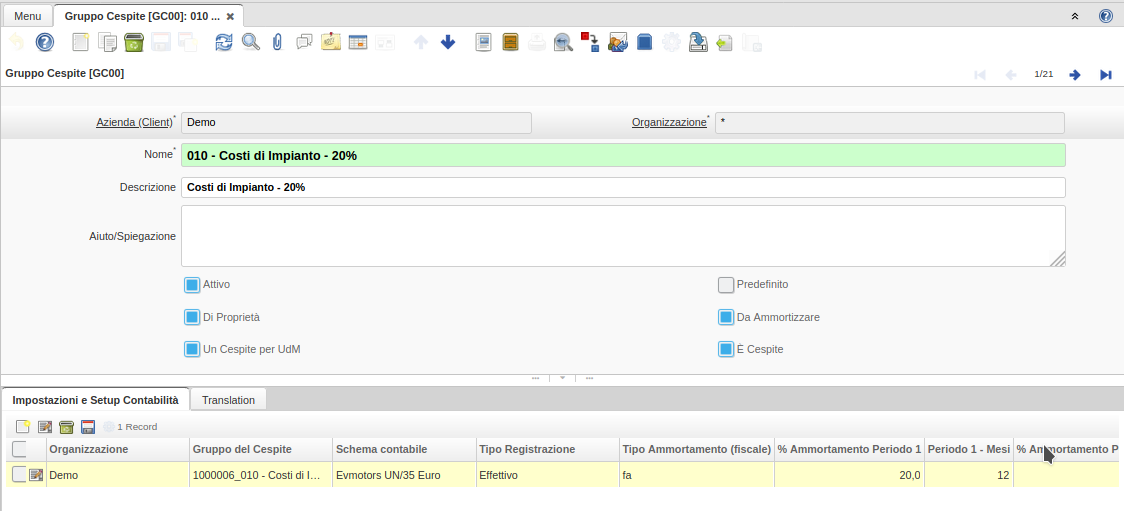 Menu Gruppo Cespite [GC00]: 010 ...
Gruppo Cespite [GC00] 1/21
Azienda (Client)* Demo Organizzazione* *
Nome* 010 - Costi di Impianto - 20%
Descrizione Costi di Impianto - 20%
Aiuto/Spiegazione
Attivo Predefinito
Di Proprietà Da Ammortizzare
Un Cespite per UdM È Cespite
Impostazioni e Setup Contabilità Translation
1 Record
Organizzazione Gruppo del Cespite Schema contabile Tipo Registrazione Tipo Ammortamento (fiscale) % Ammortamento Periodo 1 Periodo 1 - Mesi % Ammortamento P
Demo 1000006_010 - Costi di I... Evmotors UN/35 Euro Effettivo fa 20,0 12